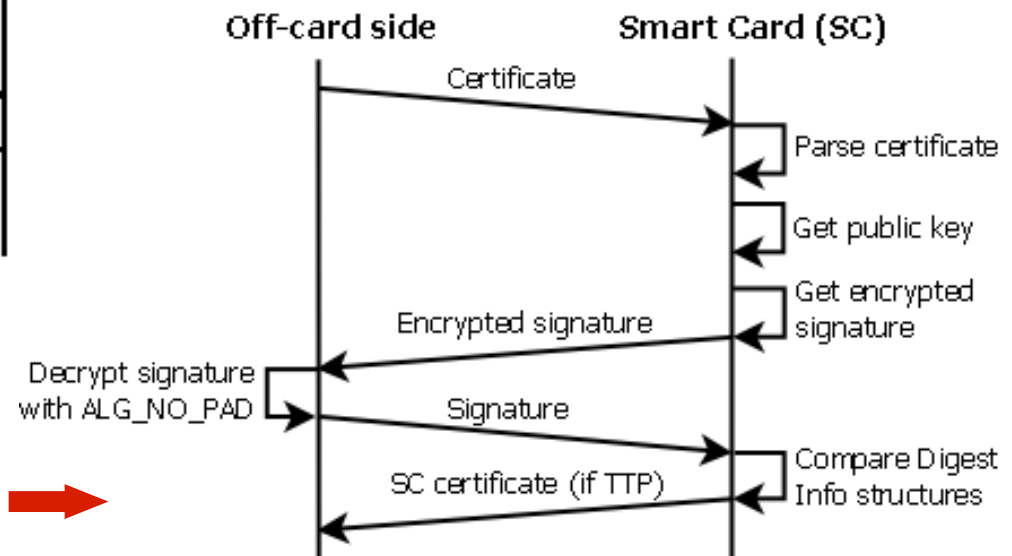 Off-card side
Smart Card (SC)
Certificate
Parse certificate
Get public key
Get encrypted
signature
Encrypted signature
Decrypt signature
with ALG_NO_PAD
Signature
Compare Digest
Info structures
SC certificate (if TTP)